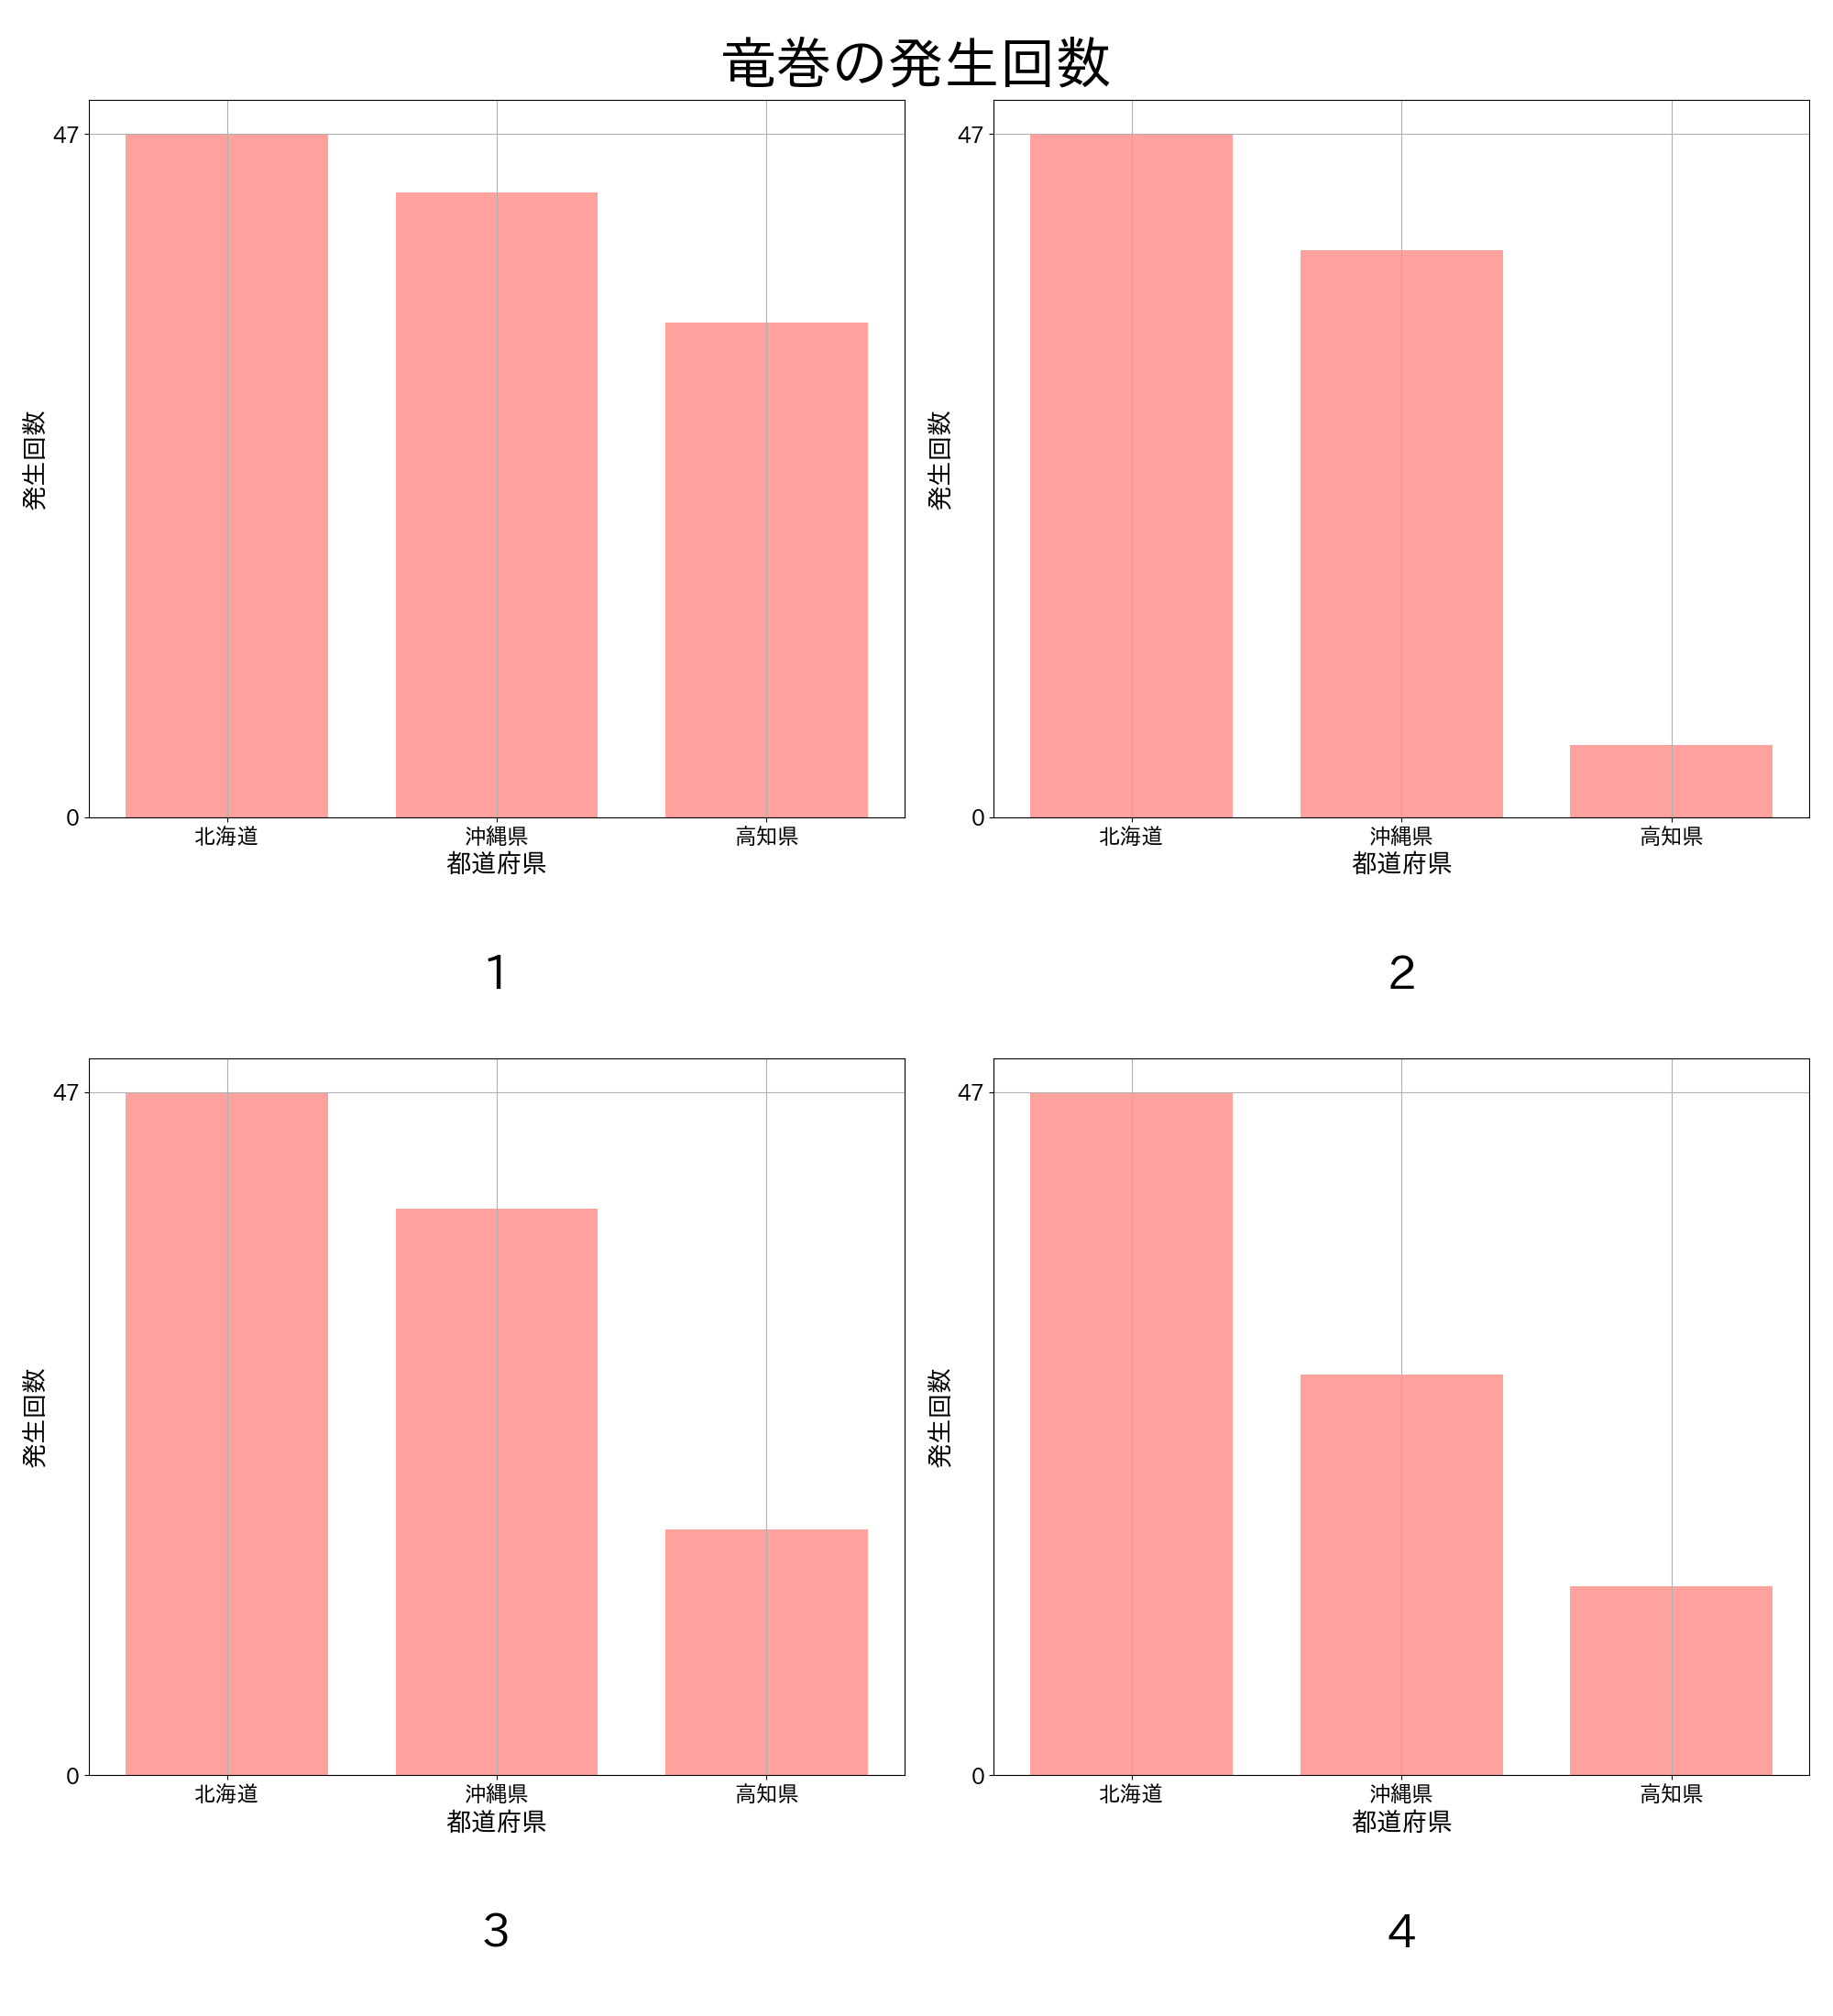 竜巻の発生回数
47
0
発生回数
北海道 沖縄県 高知県
都道府県
1
47
0
発生回数
北海道 沖縄県 高知県
都道府県
2
47
0
発生回数
北海道 沖縄県 高知県
都道府県
3
47
0
発生回数
北海道 沖縄県 高知県
都道府県
4